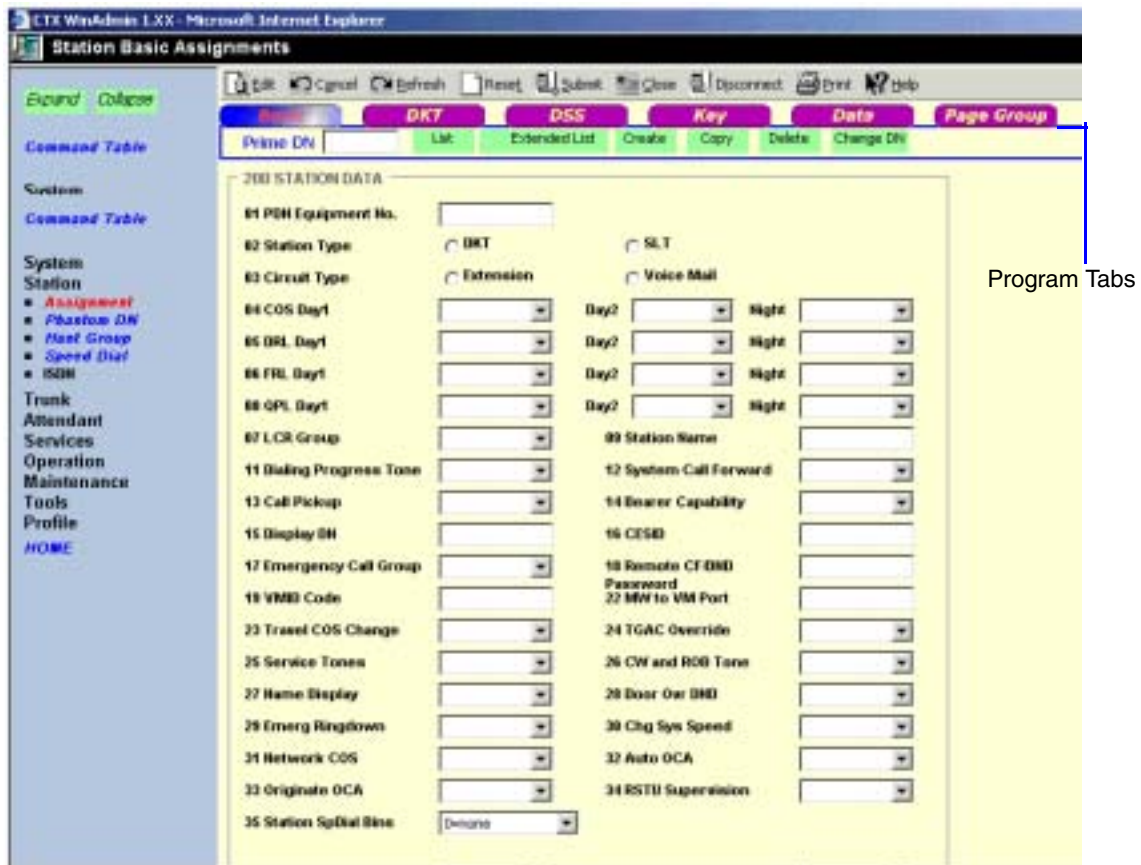 CTX WinAdmin 1.XX - Microsoft Internet Explorer
Station Basic Assignments
Edit Cancel Refresh Reset Submit Close Disconnect Print Help
Expand Collapse
Basic DKT DSS Key Data Page Group
Prime DN List Extended List Create Copy Delete Change DN
Program Tabs
Command Table
System
Command Table
System
Station
Assignment
Phantom DN
Hunt Group
Speed Dial
ISDN
Trunk
Attendant
Services
Operation
Maintenance
Tools
Profile
HOME
200 STATION DATA
01 PDN Equipment No.
02 Station Type DKT SLT
03 Circuit Type Extension Voice Mail
04 COS Day1 Day2 Night
05 DRL Day1 Day2 Night
06 FRL Day1 Day2 Night
08 QPL Day1 Day2 Night
07 LCR Group 09 Station Name
11 Dialing Progress Tone 12 System Call Forward
13 Call Pickup 14 Bearer Capability
15 Display DN 16 CESID
17 Emergency Call Group 18 Remote CF-DND Password
19 VMID Code 22 MW to VM Port
23 Travel COS Change 24 TGAC Override
25 Service Tones 26 CW and ROB Tone
27 Name Display 28 Door Ovr DND
29 Emerg Ringdown 30 Chg Sys Speed
31 Network COS 32 Auto OCA
33 Originate OCA 34 RSTU Supervision
35 Station SpDial Bins